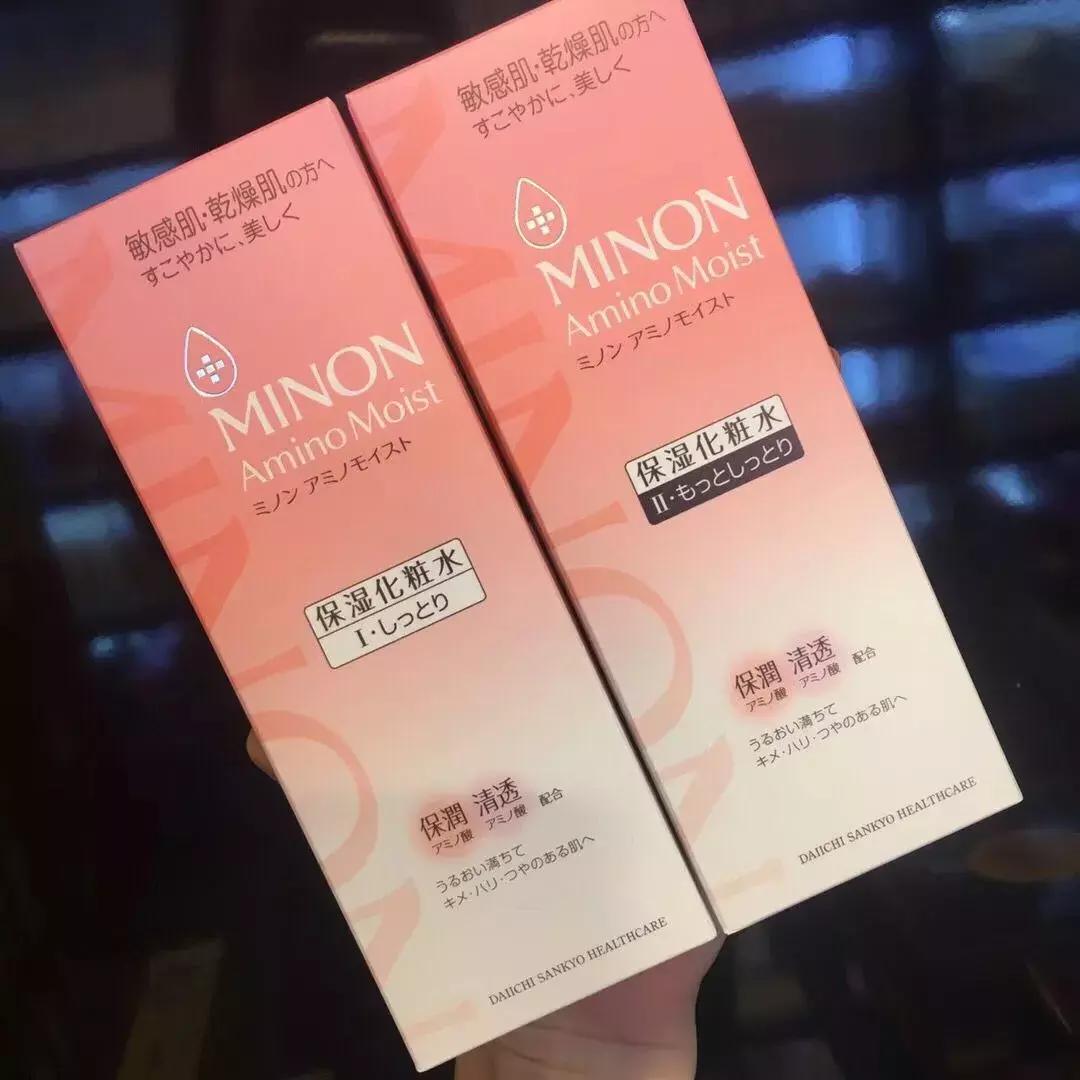 敏感肌・乾燥肌の方へ
すこやかに、美しく
MINON
Amino Moist
ミノン アミノモイスト
保湿化粧水
I・しっとり
保潤 清透 配合
アミノ酸 アミノ酸
うるおい満ちて
キメ・ハリ・つやのある肌へ
DAIICHI SANKYO HEALTHCARE
敏感肌・乾燥肌の方へ
すこやかに、美しく
MINON
Amino Moist
ミノン アミノモイスト
保湿化粧水
II・もっとしっとり
保潤 清透 配合
アミノ酸 アミノ酸
うるおい満ちて
キメ・ハリ・つやのある肌へ
DAIICHI SANKYO HEALTHCARE
MINON
MINON